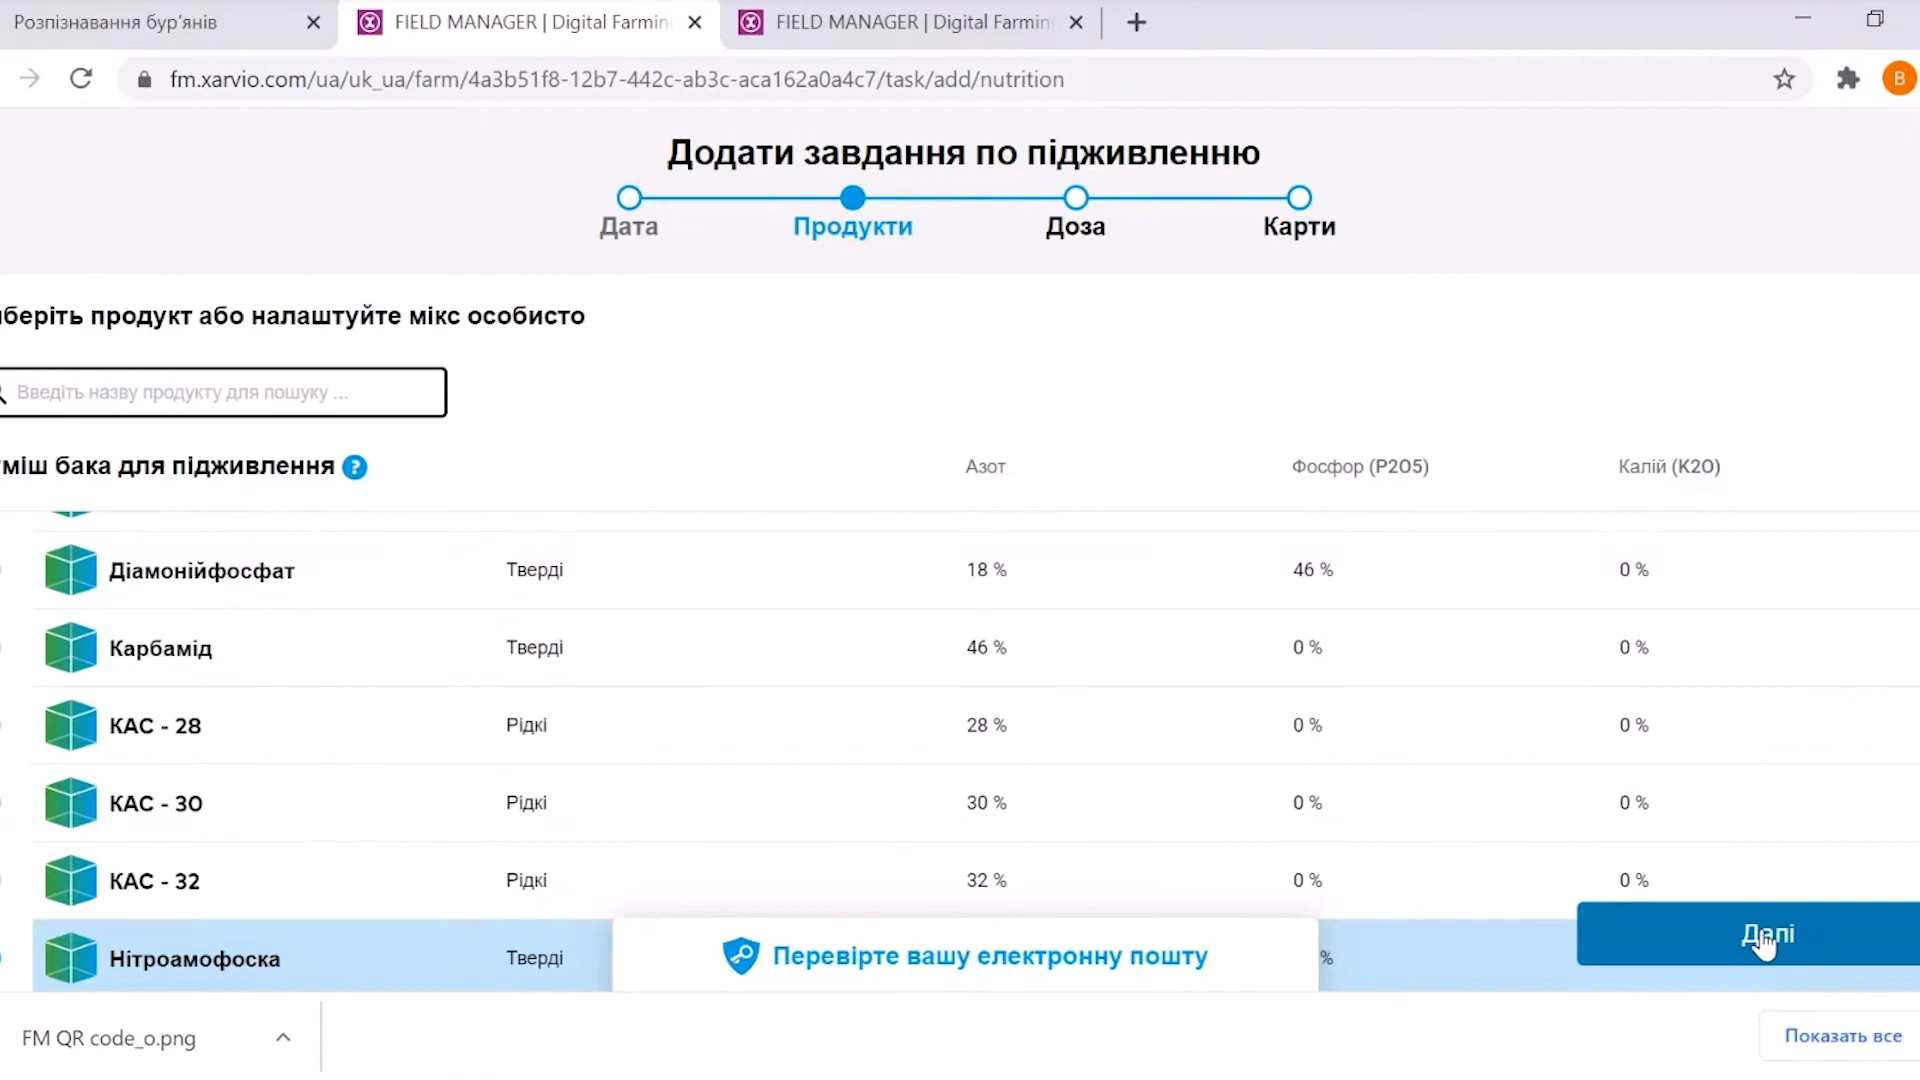 Розпізнавання бур'янів
FIELD MANAGER | Digital Farmin
FIELD MANAGER | Digital Farmin
fm.xarvio.com/ua/uk_ua/farm/4a3b51f8-12b7-442c-ab3c-aca162a0a4c7/task/add/nutrition
B
Додати завдання по підживленню
Дата Продукти Доза Карти
беріть продукт або налаштуйте мікс особисто
Введіть назву продукту для пошуку ...
міш бака для підживлення ? Азот Фосфор (P2O5) Калій (K2O)
Діамонійфосфат Тверді 18 % 46 % 0 %
Карбамід Тверді 46 % 0 % 0 %
КАС - 28 Рідкі 28 % 0 % 0 %
КАС - 30 Рідкі 30 % 0 % 0 %
КАС - 32 Рідкі 32 % 0 % 0 %
Нітроамофоска Тверді %
Далі
Перевірте вашу електронну пошту
FM QR code_o.png
Показать все